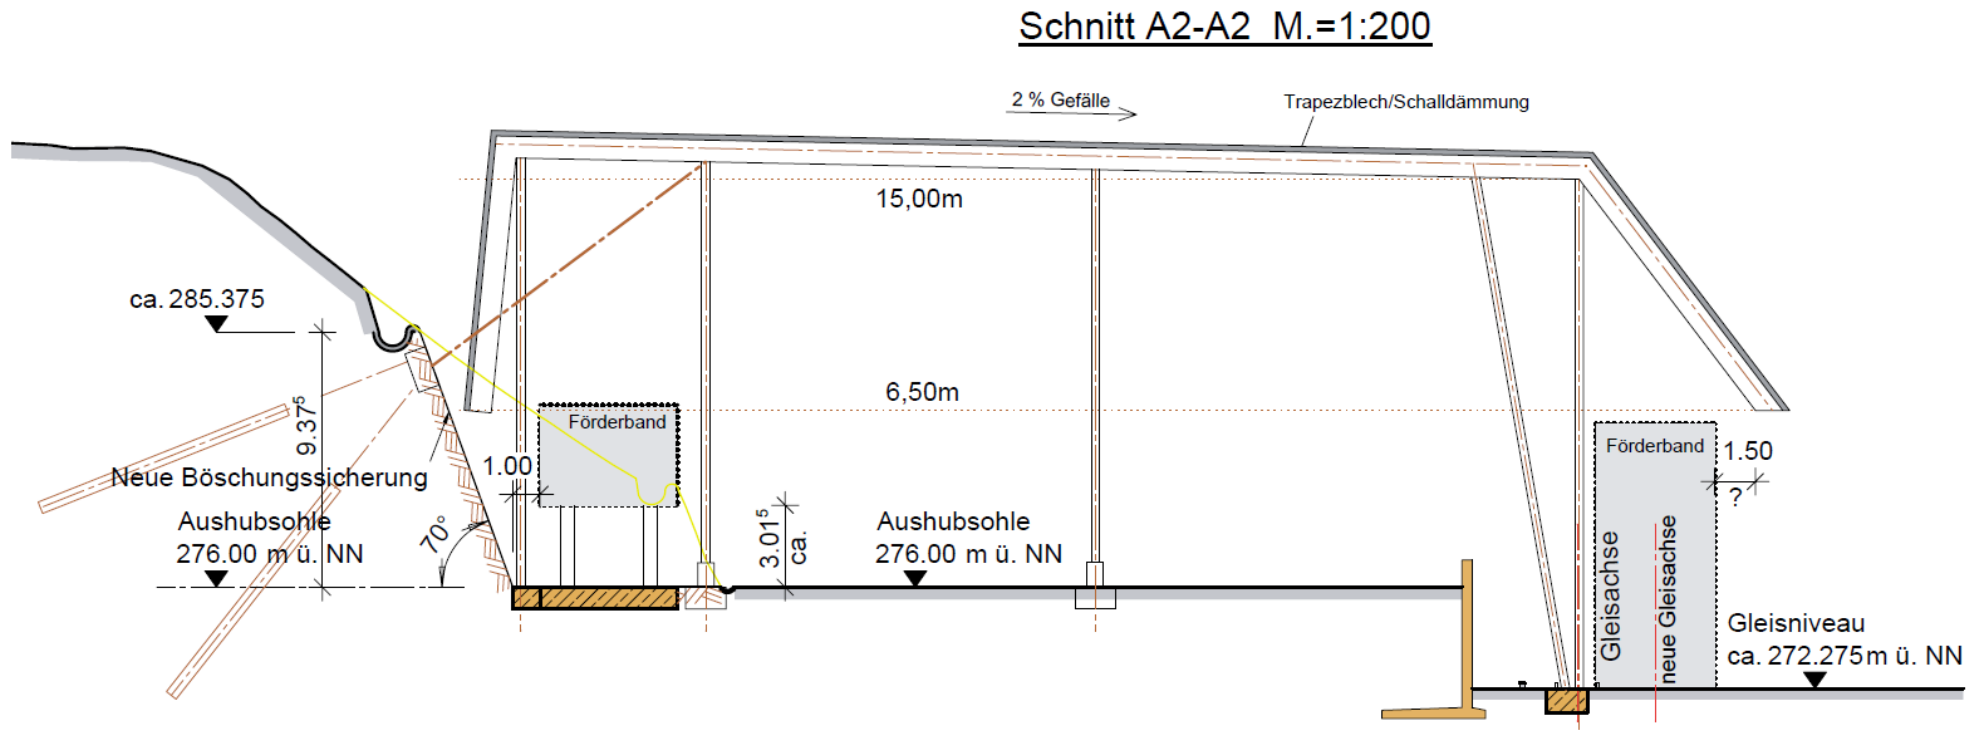 Schnitt A2-A2 M.=1:200
2 % Gefälle
Trapezblech/Schalldämmung
15,00m
ca. 285.375
6,50m
Förderband
Förderband
9.37⁵
1.00
1.50
?
Neue Böschungssicherung
Aushubsohle
276.00 m ü. NN
70°
3.01⁵
ca.
Aushubsohle
276.00 m ü. NN
Gleisachse
neue Gleisachse
Gleisniveau
ca. 272.275m ü. NN